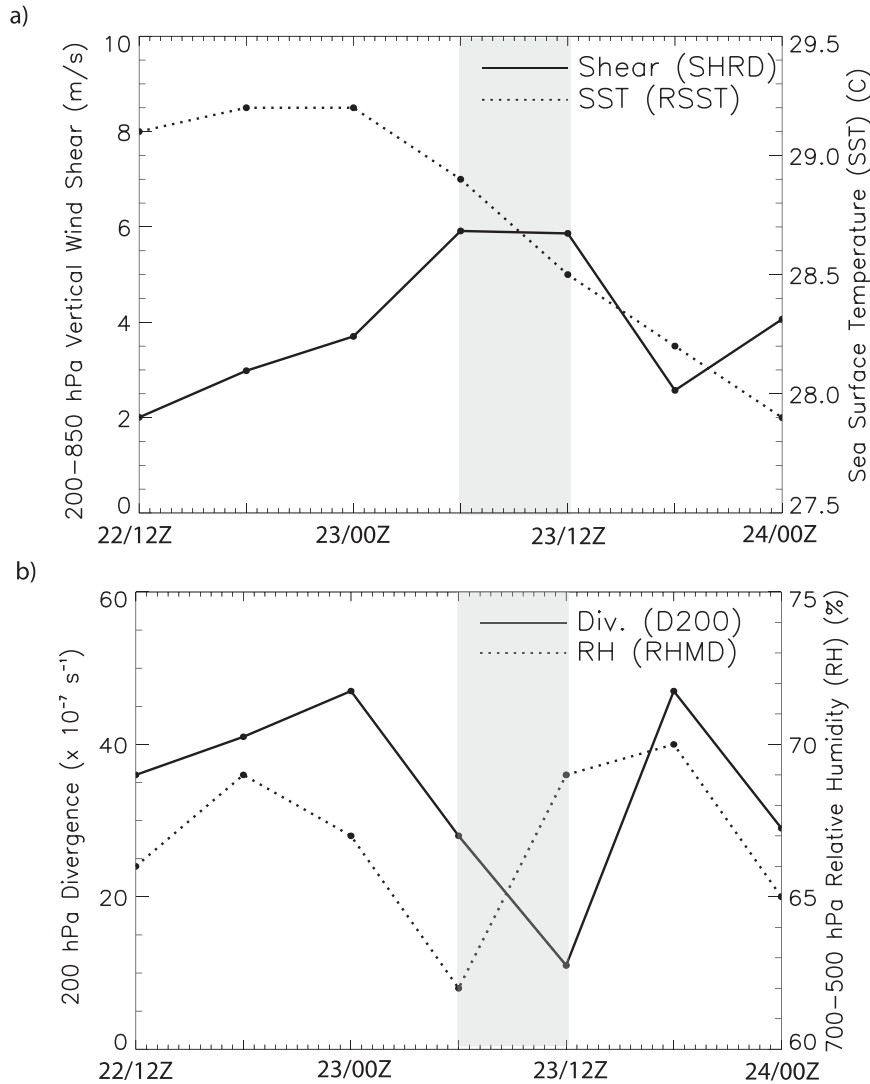 a)
10
8
6
4
2
0
200−850 hPa Vertical Wind Shear (m/s)
Shear (SHRD)
SST (RSST)
29.5
29.0
28.5
28.0
27.5
Sea Surface Temperature (SST) (C)
22/12Z
23/00Z
23/12Z
24/00Z
b)
60
40
20
0
200 hPa Divergence (x 10⁻⁷ s⁻¹)
Div. (D200)
RH (RHMD)
75
70
65
60
700−500 hPa Relative Humidity (RH) (%)
22/12Z
23/00Z
23/12Z
24/00Z